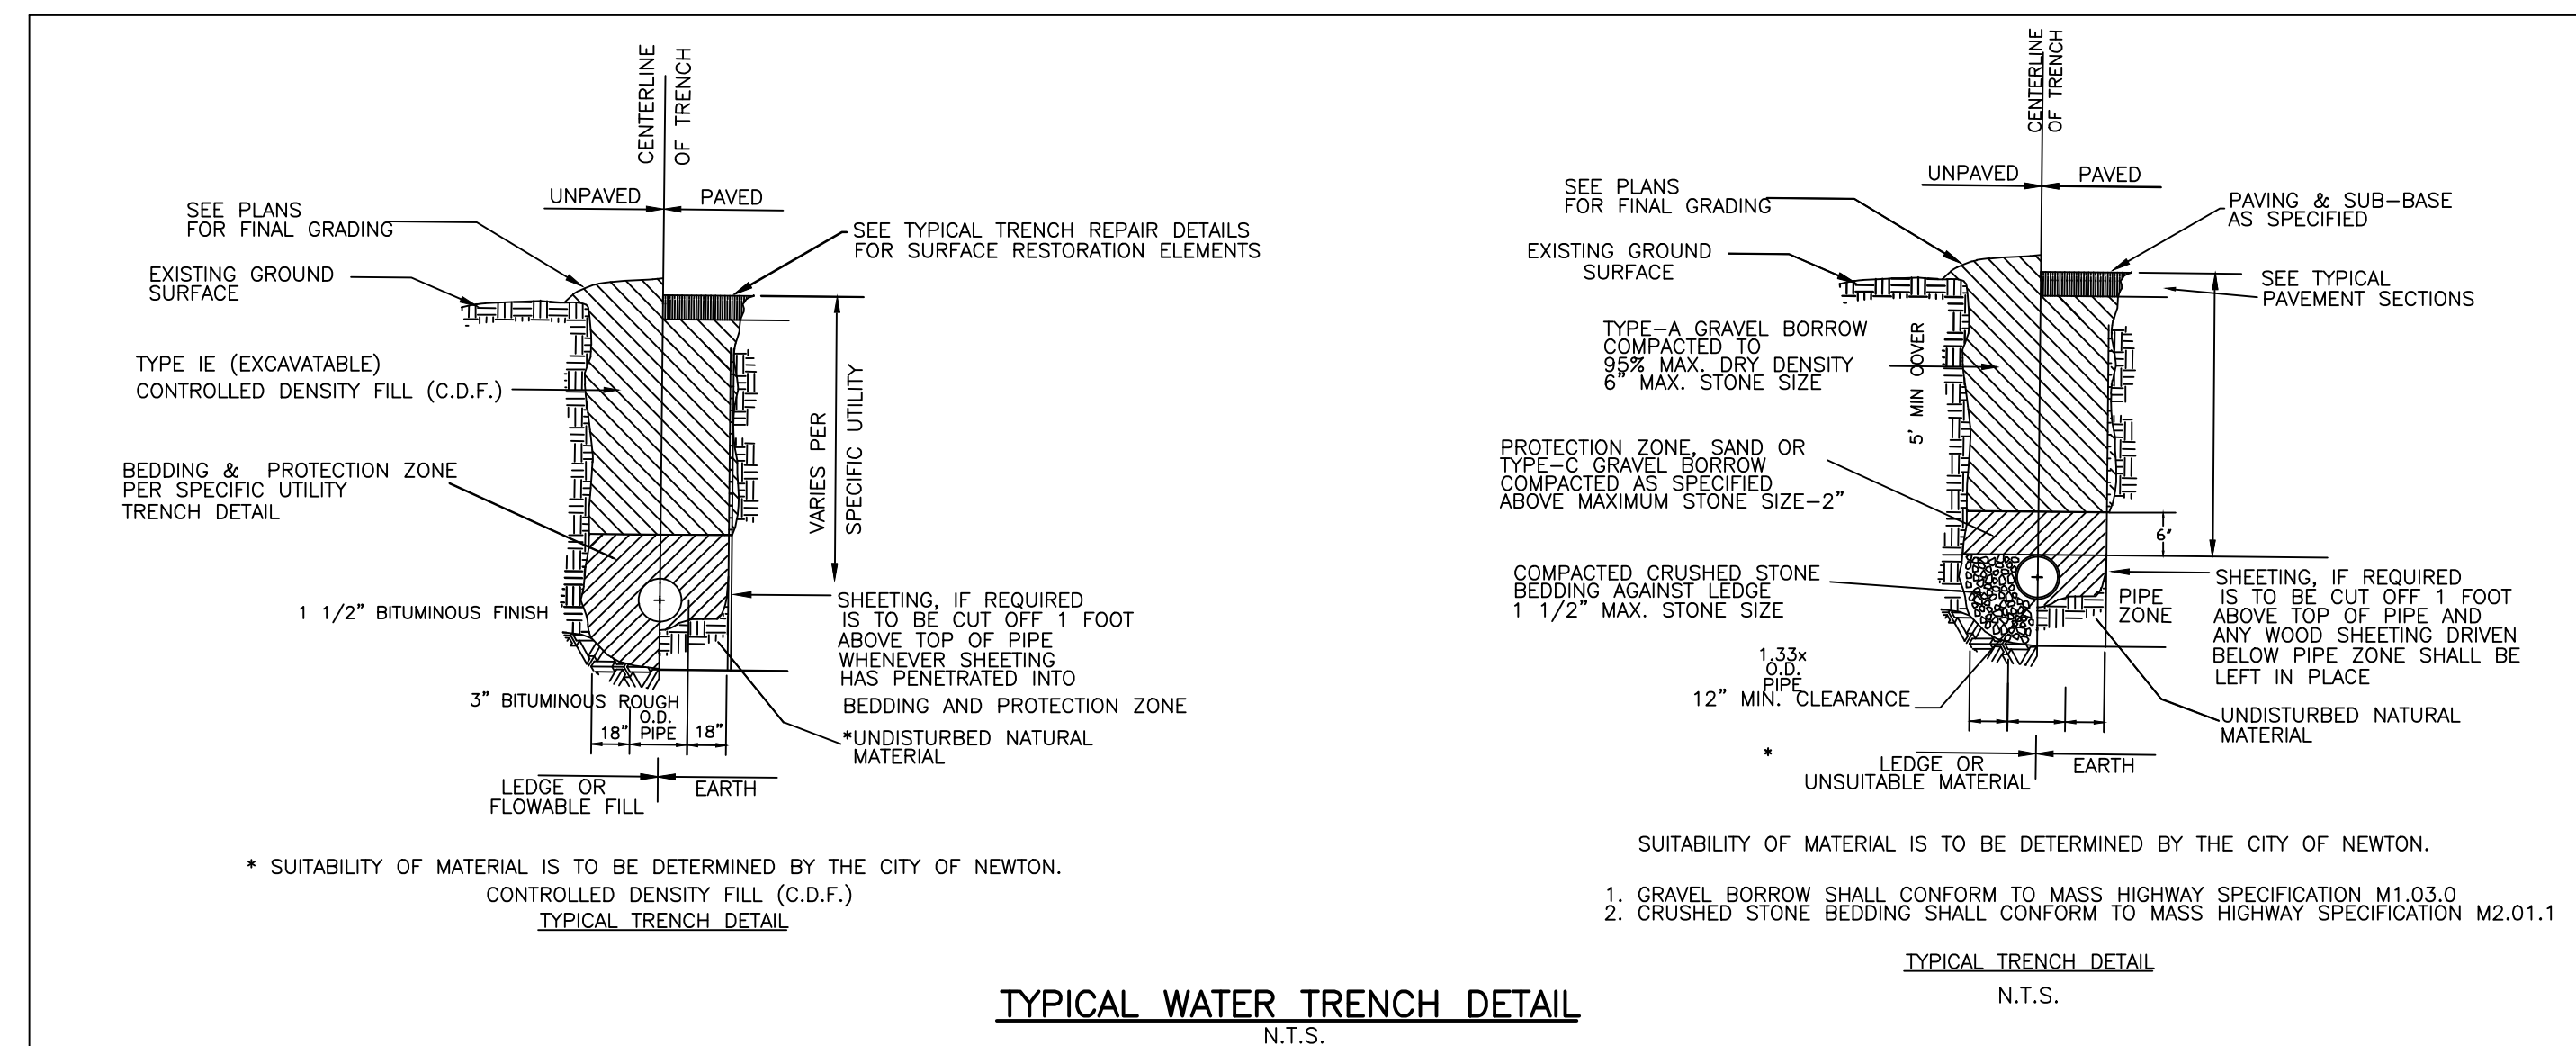 CENTERLINE
OF TRENCH
UNPAVED
PAVED
SEE PLANS
FOR FINAL GRADING
SEE TYPICAL TRENCH REPAIR DETAILS
FOR SURFACE RESTORATION ELEMENTS
EXISTING GROUND
SURFACE
TYPE IE (EXCAVATABLE)
CONTROLLED DENSITY FILL (C.D.F.)
VARIES PER
SPECIFIC UTILITY
BEDDING & PROTECTION ZONE
PER SPECIFIC UTILITY
TRENCH DETAIL
1 1/2" BITUMINOUS FINISH
SHEETING, IF REQUIRED
IS TO BE CUT OFF 1 FOOT
ABOVE TOP OF PIPE
WHENEVER SHEETING
HAS PENETRATED INTO
BEDDING AND PROTECTION ZONE
3" BITUMINOUS ROUGH
O.D.
18" PIPE 18"
*UNDISTURBED NATURAL
MATERIAL
LEDGE OR
FLOWABLE FILL
EARTH
* SUITABILITY OF MATERIAL IS TO BE DETERMINED BY THE CITY OF NEWTON.
CONTROLLED DENSITY FILL (C.D.F.)
TYPICAL TRENCH DETAIL
CENTERLINE
OF TRENCH
UNPAVED
PAVED
SEE PLANS
FOR FINAL GRADING
PAVING & SUB-BASE
AS SPECIFIED
EXISTING GROUND
SURFACE
SEE TYPICAL
PAVEMENT SECTIONS
TYPE-A GRAVEL BORROW
COMPACTED TO
95% MAX. DRY DENSITY
6" MAX. STONE SIZE
5' MIN COVER
PROTECTION ZONE, SAND OR
TYPE-C GRAVEL BORROW
COMPACTED AS SPECIFIED
ABOVE MAXIMUM STONE SIZE-2"
6"
COMPACTED CRUSHED STONE
BEDDING AGAINST LEDGE
1 1/2" MAX. STONE SIZE
PIPE
ZONE
SHEETING, IF REQUIRED
IS TO BE CUT OFF 1 FOOT
ABOVE TOP OF PIPE AND
ANY WOOD SHEETING DRIVEN
BELOW PIPE ZONE SHALL BE
LEFT IN PLACE
1.33x
O.D.
PIPE
12" MIN. CLEARANCE
UNDISTURBED NATURAL
MATERIAL
*
LEDGE OR
UNSUITABLE MATERIAL
EARTH
SUITABILITY OF MATERIAL IS TO BE DETERMINED BY THE CITY OF NEWTON.
1. GRAVEL BORROW SHALL CONFORM TO MASS HIGHWAY SPECIFICATION M1.03.0
2. CRUSHED STONE BEDDING SHALL CONFORM TO MASS HIGHWAY SPECIFICATION M2.01.1
TYPICAL TRENCH DETAIL
N.T.S.
TYPICAL WATER TRENCH DETAIL
N.T.S.